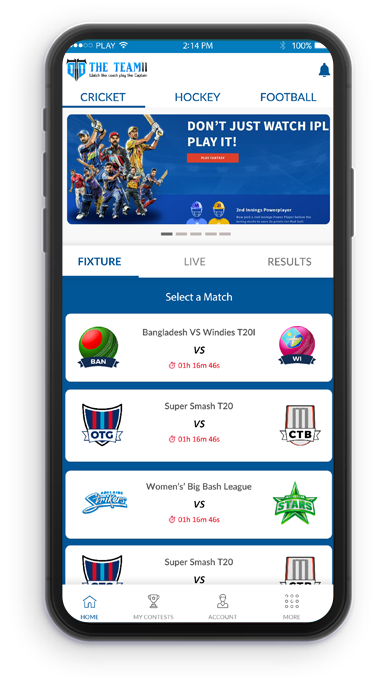 PLAY 2:14 PM 100%
THE TEAM11
Watch like coach play like Captain
CRICKET HOCKEY FOOTBALL
DON'T JUST WATCH IPL
PLAY IT!
PLAY FANTASY
2nd Innings Powerplayer
FIXTURE LIVE RESULTS
Select a Match
Bangladesh VS Windies T20I
BAN VS WI
01h 16m 46s
Super Smash T20
OTG VS CTB
01h 16m 46s
Women's' Big Bash League
Strikers VS STARS
01h 16m 46s
Super Smash T20
VS
HOME MY CONTESTS ACCOUNT MORE